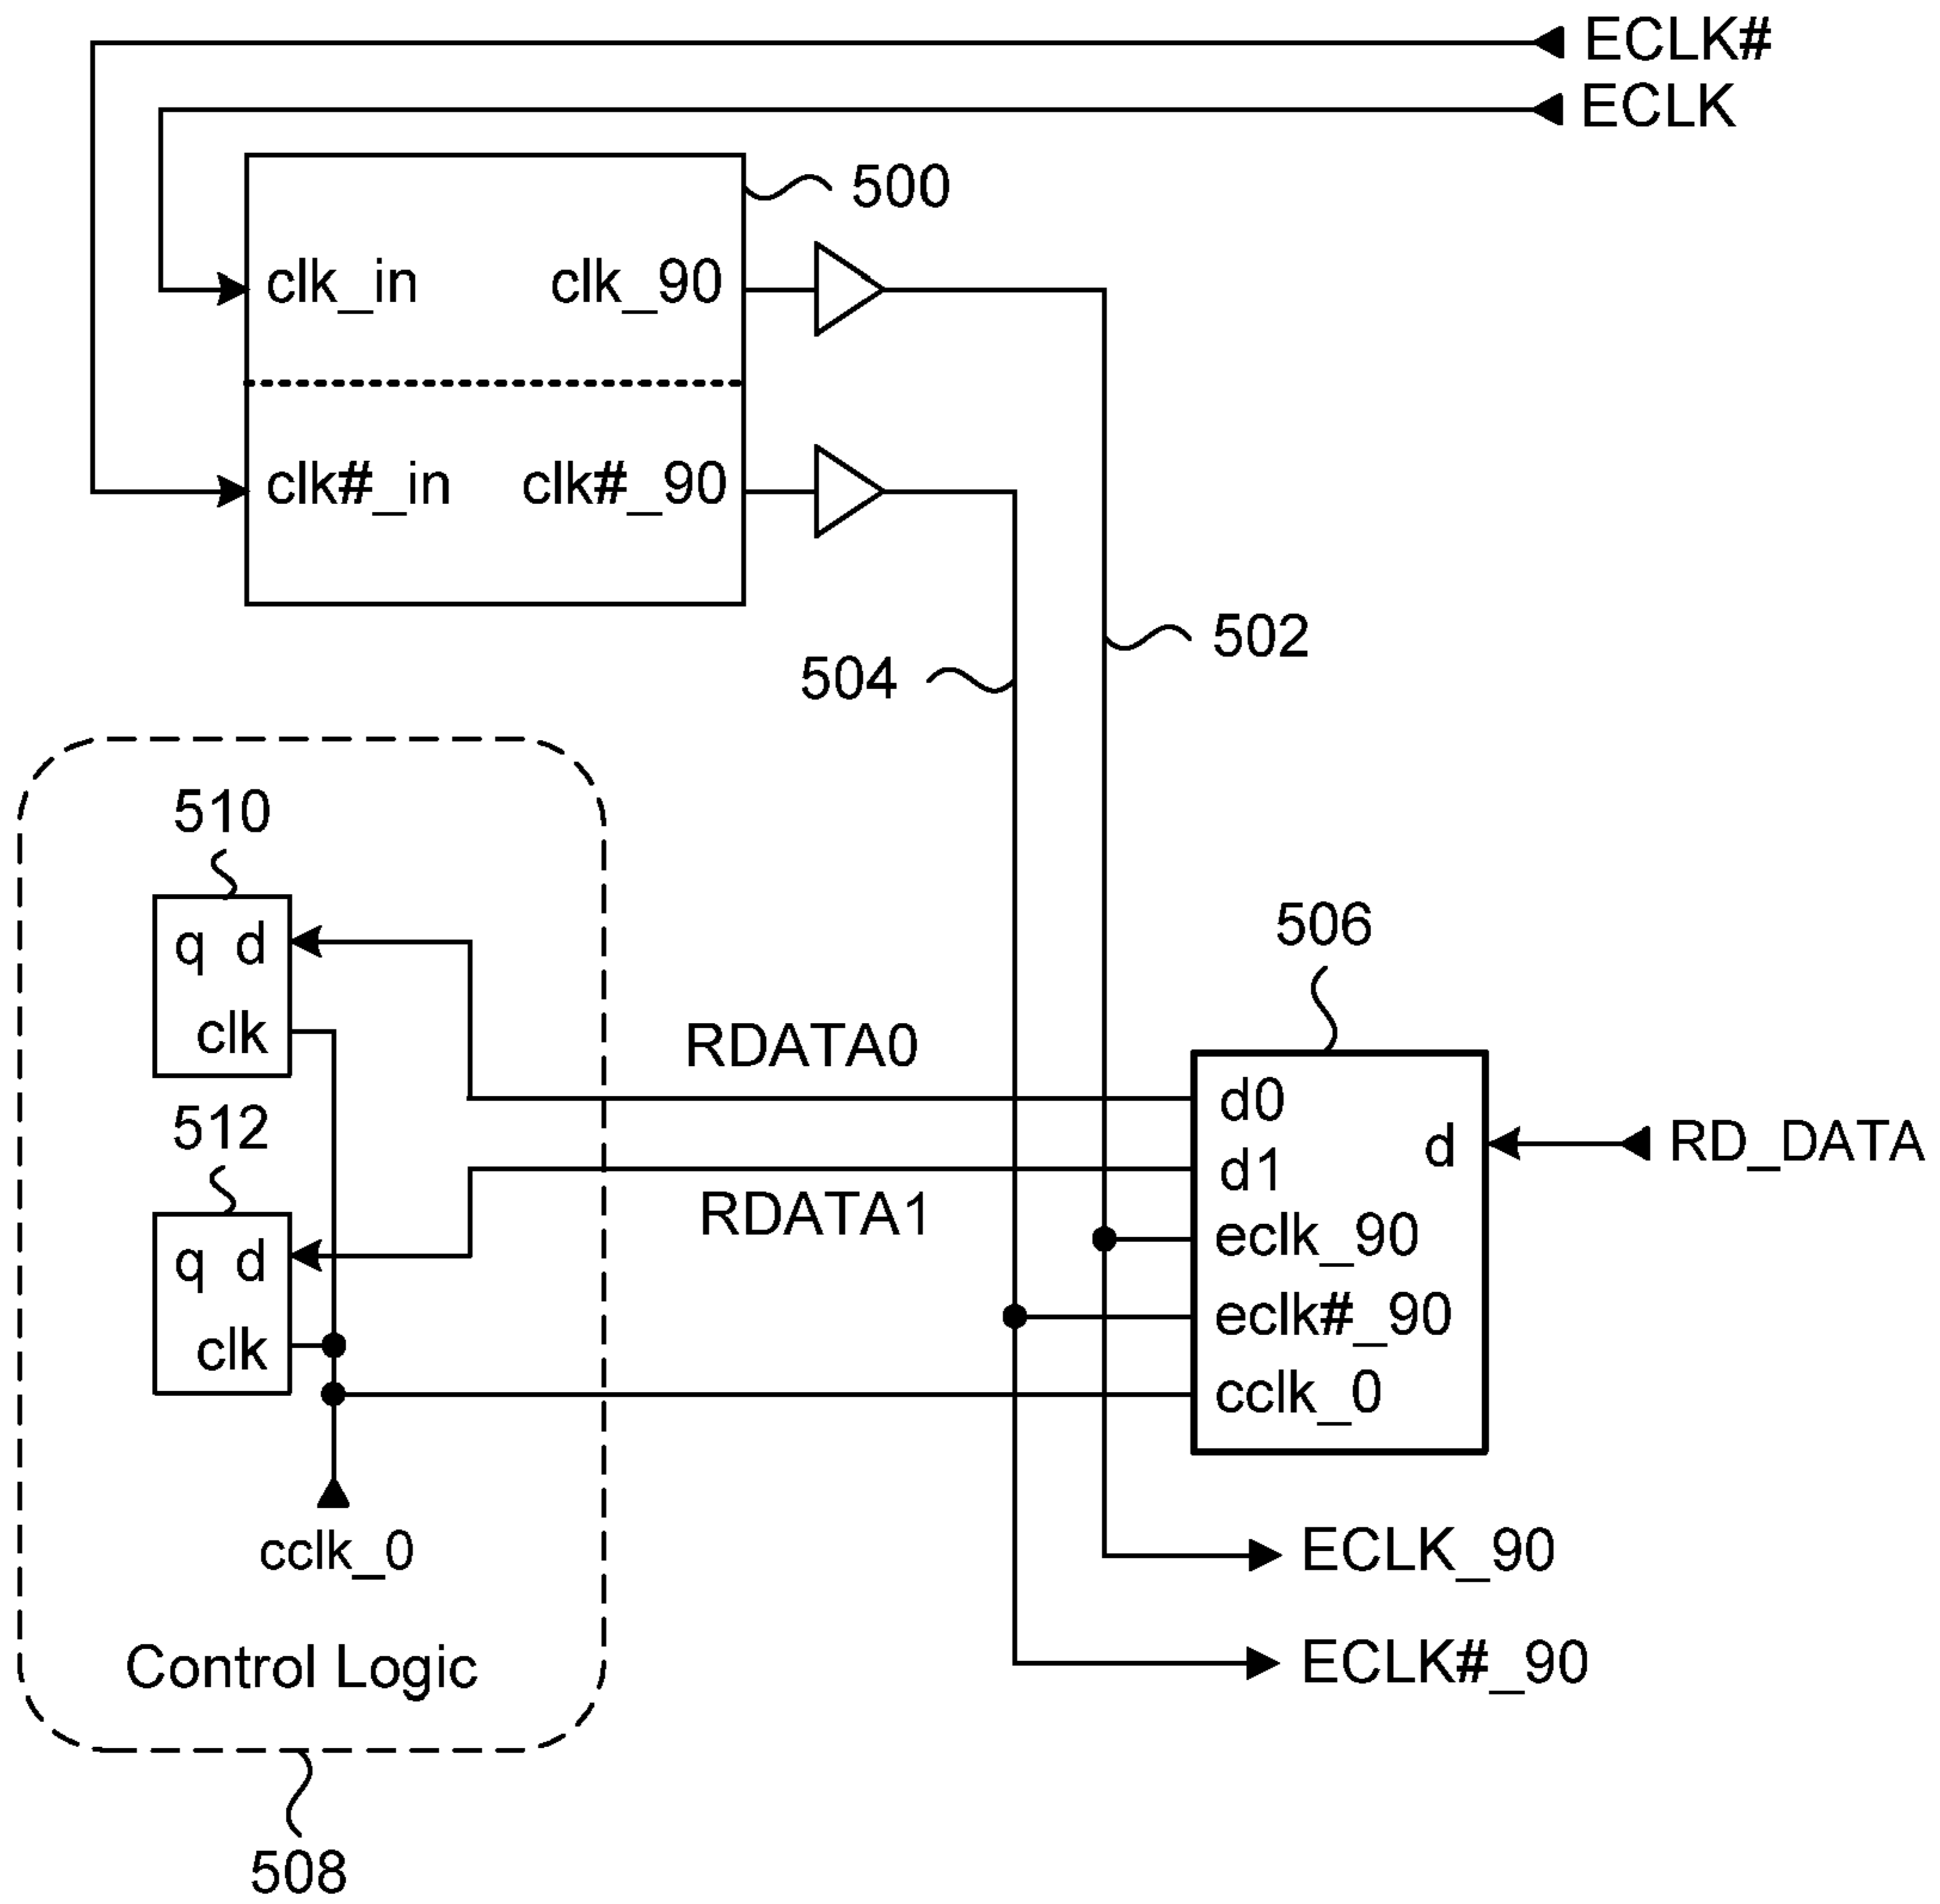 ECLK#
ECLK
500
clk_in clk_90
clk#_in clk#_90
502
504
510
q d
clk
512
q d
clk
cclk_0
Control Logic
508
RDATA0
RDATA1
506
d0
d
d1
eclk_90
eclk#_90
cclk_0
RD_DATA
ECLK_90
ECLK#_90